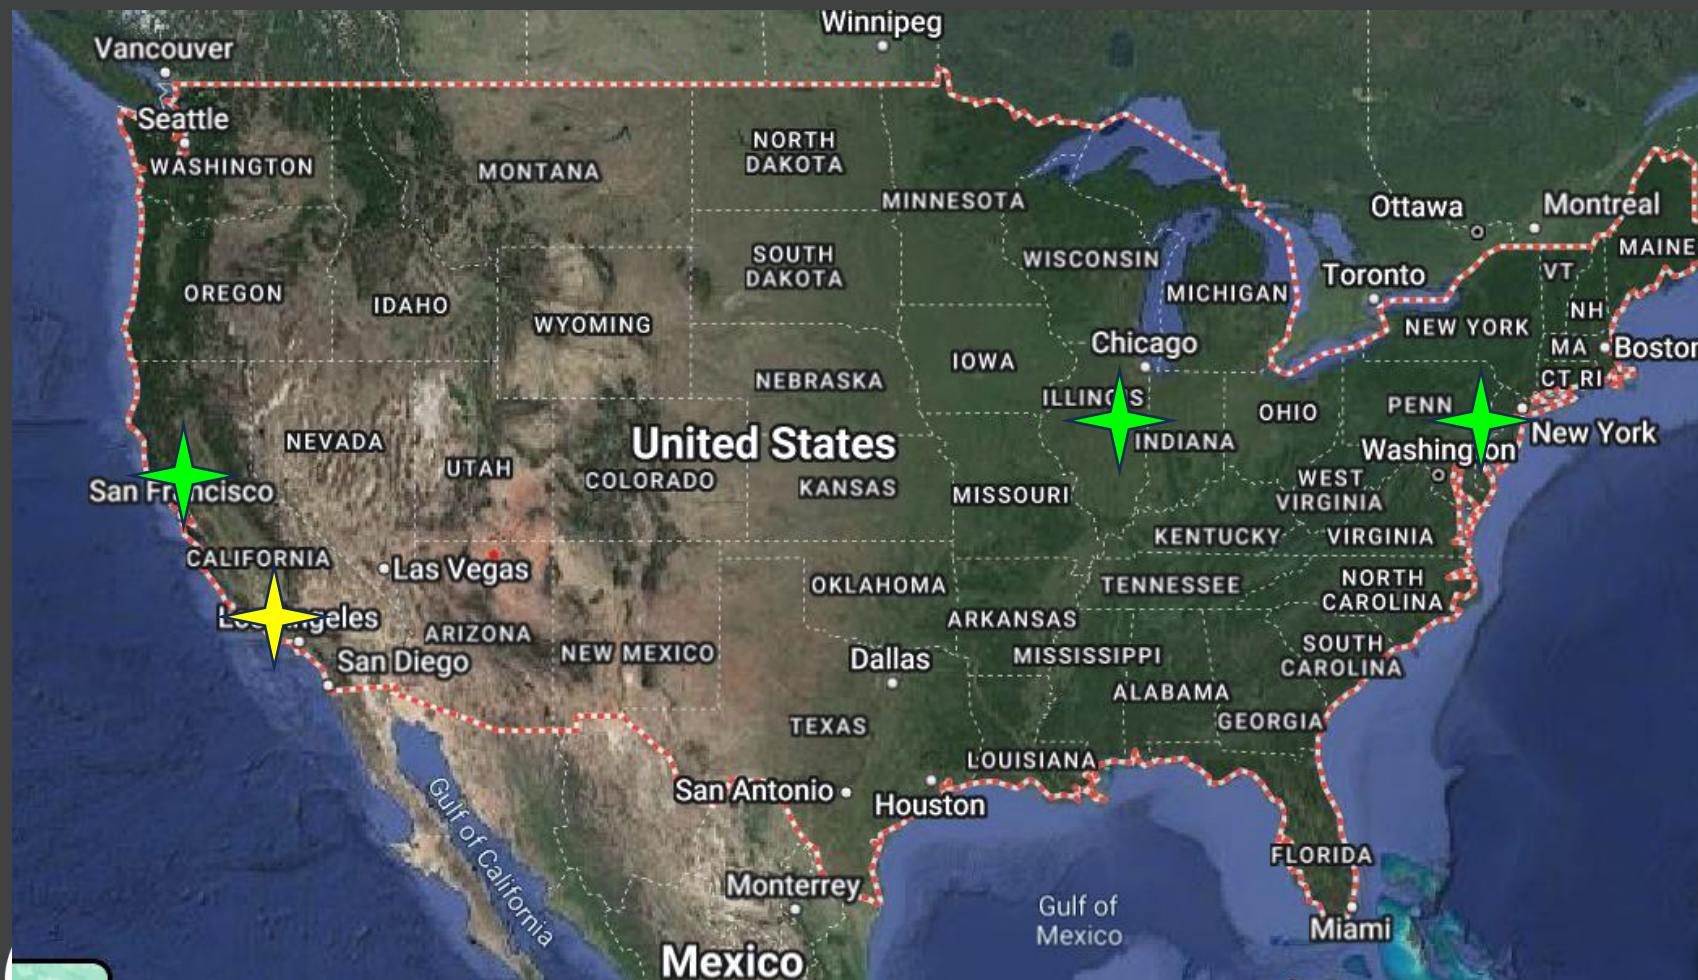 Winnipeg
Vancouver
Seattle
WASHINGTON
MONTANA
NORTH
DAKOTA
MINNESOTA
Ottawa
Montréal
MAINE
OREGON
IDAHO
WYOMING
SOUTH
DAKOTA
WISCONSIN
MICHIGAN
Toronto
VT
NH
NEW YORK
MA
Boston
Chicago
IOWA
NEBRASKA
CT RI
ILLINOIS
OHIO
PENN
NEVADA
UTAH
United States
COLORADO
KANSAS
MISSOURI
INDIANA
New York
Washington
WEST
VIRGINIA
San Francisco
CALIFORNIA
Las Vegas
KENTUCKY
VIRGINIA
OKLAHOMA
TENNESSEE
NORTH
CAROLINA
Los Angeles
ARIZONA
NEW MEXICO
ARKANSAS
San Diego
Dallas
MISSISSIPPI
SOUTH
CAROLINA
ALABAMA
TEXAS
GEORGIA
LOUISIANA
San Antonio
Houston
Gulf of California
FLORIDA
Monterrey
Gulf of
Mexico
Miami
Mexico